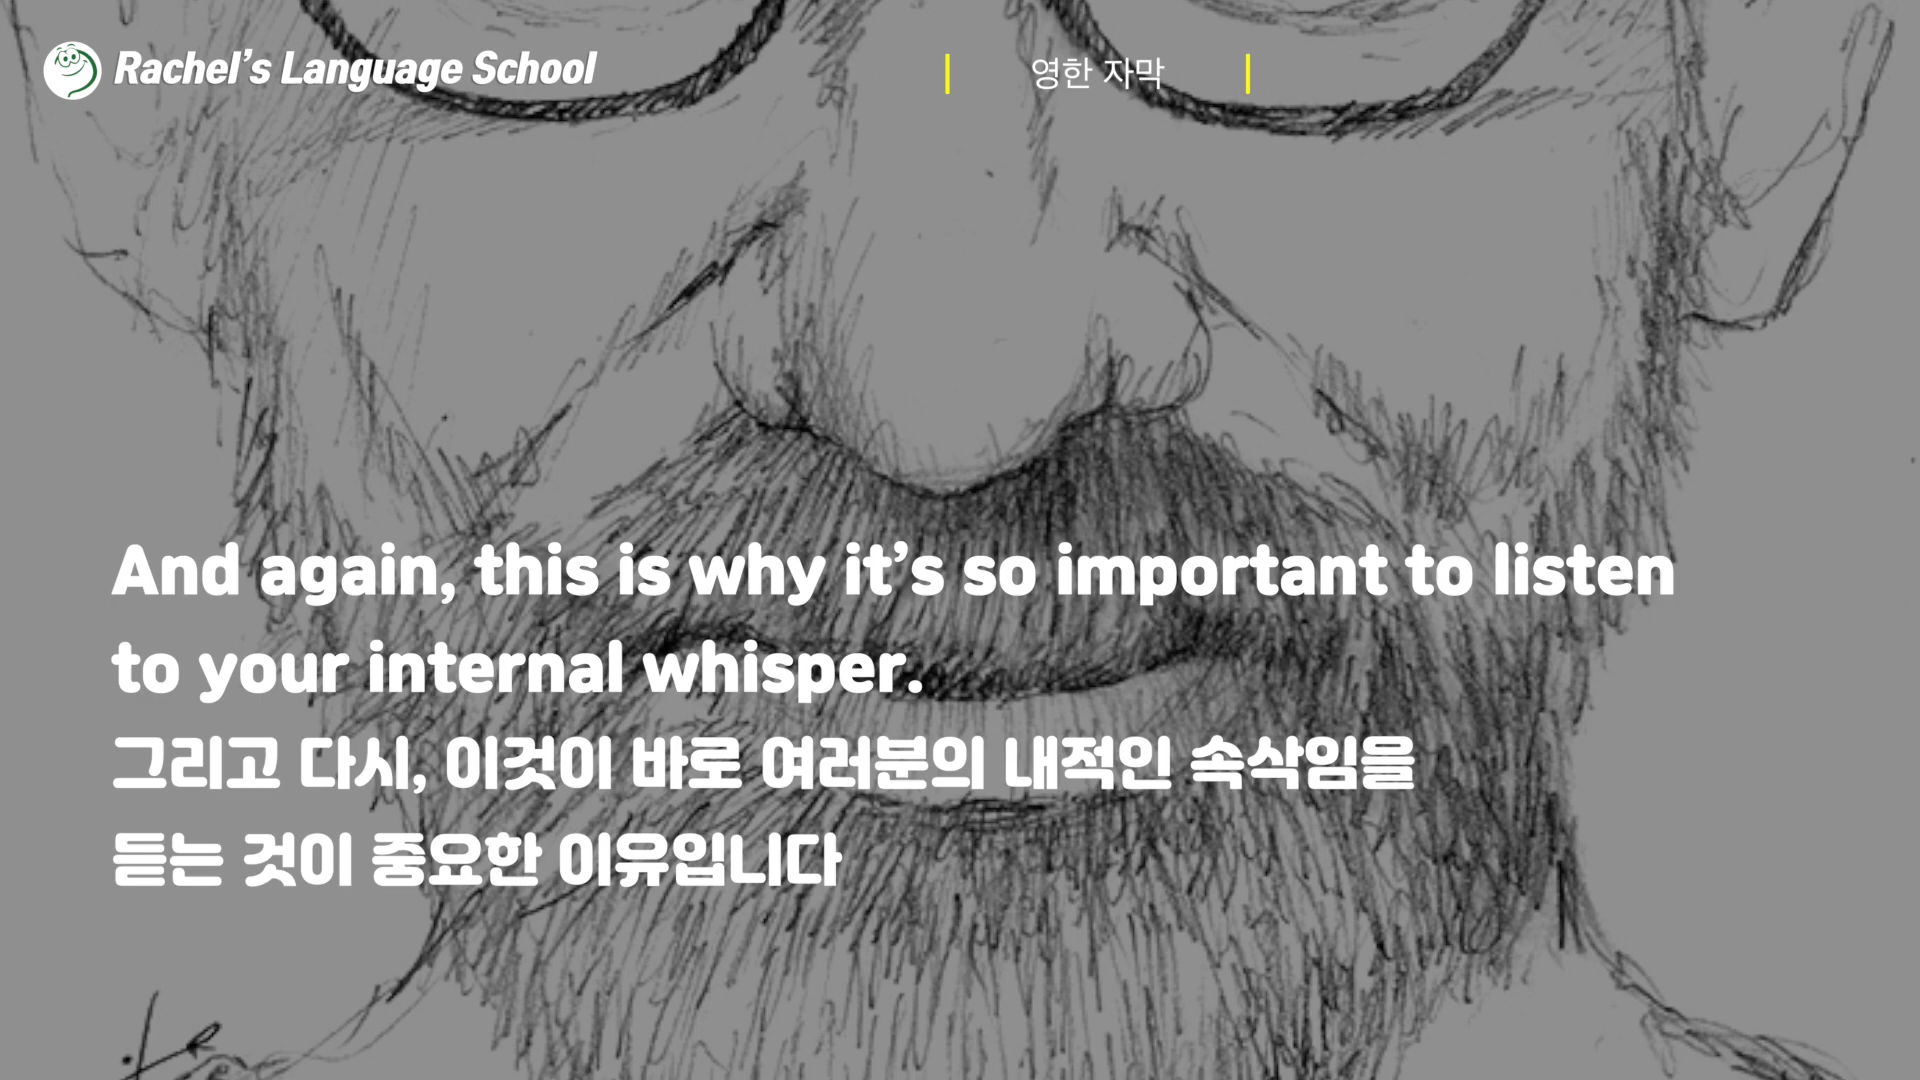 Rachel's Language School
| 영한 자막 |
And again, this is why it's so important to listen
to your internal whisper.
그리고 다시, 이것이 바로 여러분의 내적인 속삭임을
듣는 것이 중요한 이유입니다